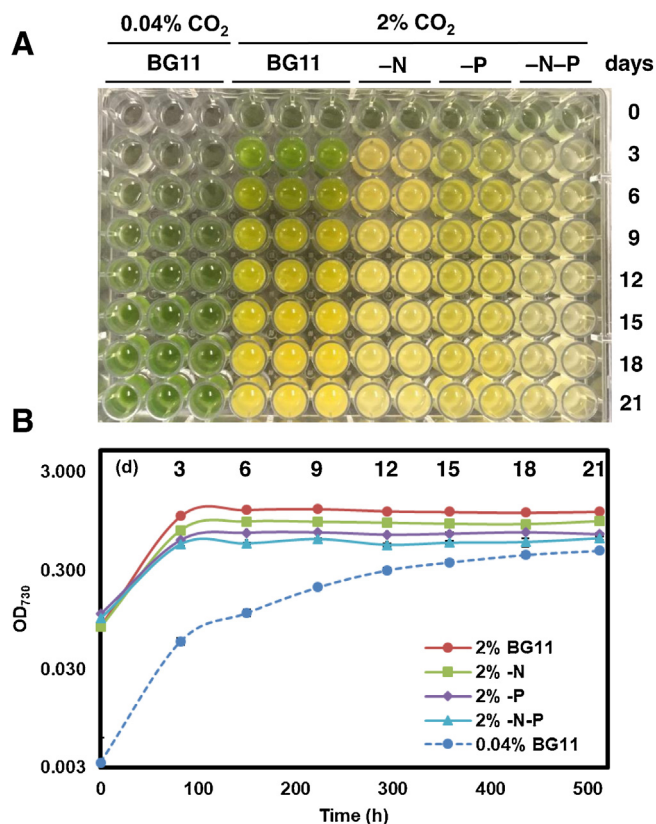 A
0.04% CO₂ 2% CO₂
BG11 BG11 –N –P –N–P days
0
3
6
9
12
15
18
21
B
(d) 3 6 9 12 15 18 21
3.000
0.300
0.030
0.003
OD₇₃₀
2% BG11
2% -N
2% -P
2% -N-P
0.04% BG11
0 100 200 300 400 500
Time (h)